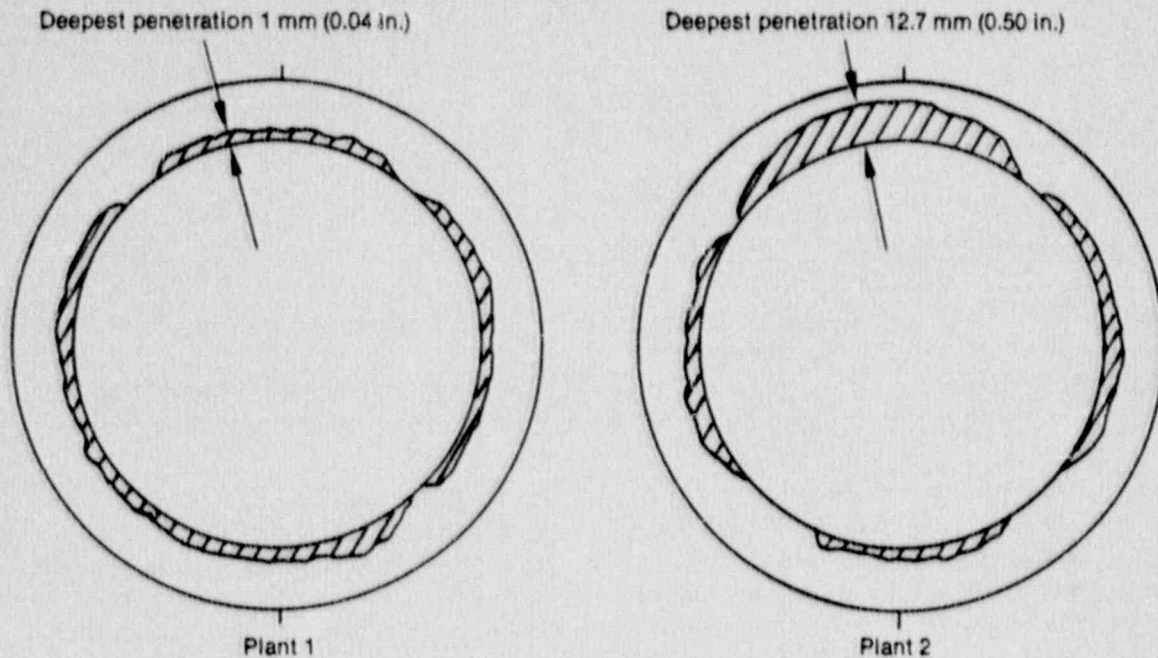 Deepest penetration 1 mm (0.04 in.)
Deepest penetration 12.7 mm (0.50 in.)
Plant 1
Plant 2